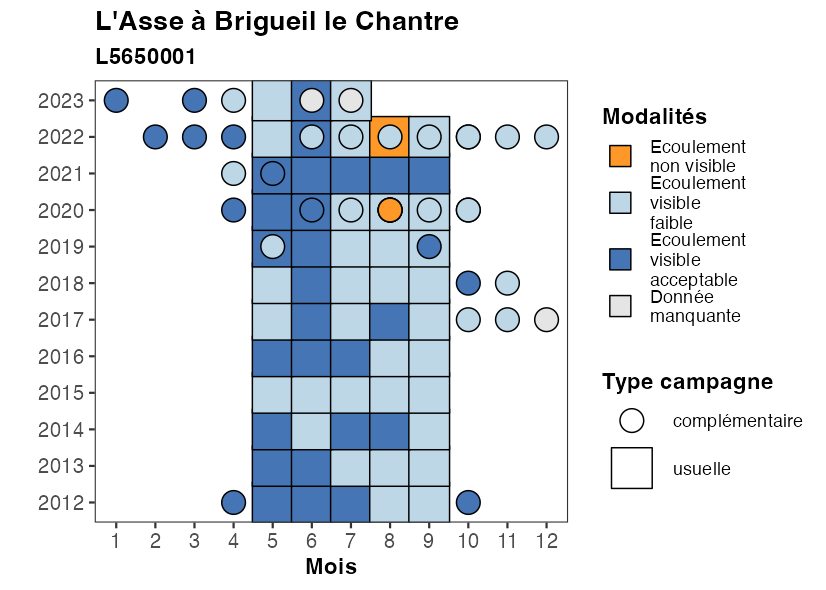 L'Asse à Brigueil le Chantre
L5650001
2023
2022
2021
2020
2019
2018
2017
2016
2015
2014
2013
2012
1 2 3 4 5 6 7 8 9 10 11 12
Mois
Modalités
Ecoulement
non visible
Ecoulement
visible
faible
Ecoulement
visible
acceptable
Donnée
manquante
Type campagne
complémentaire
usuelle